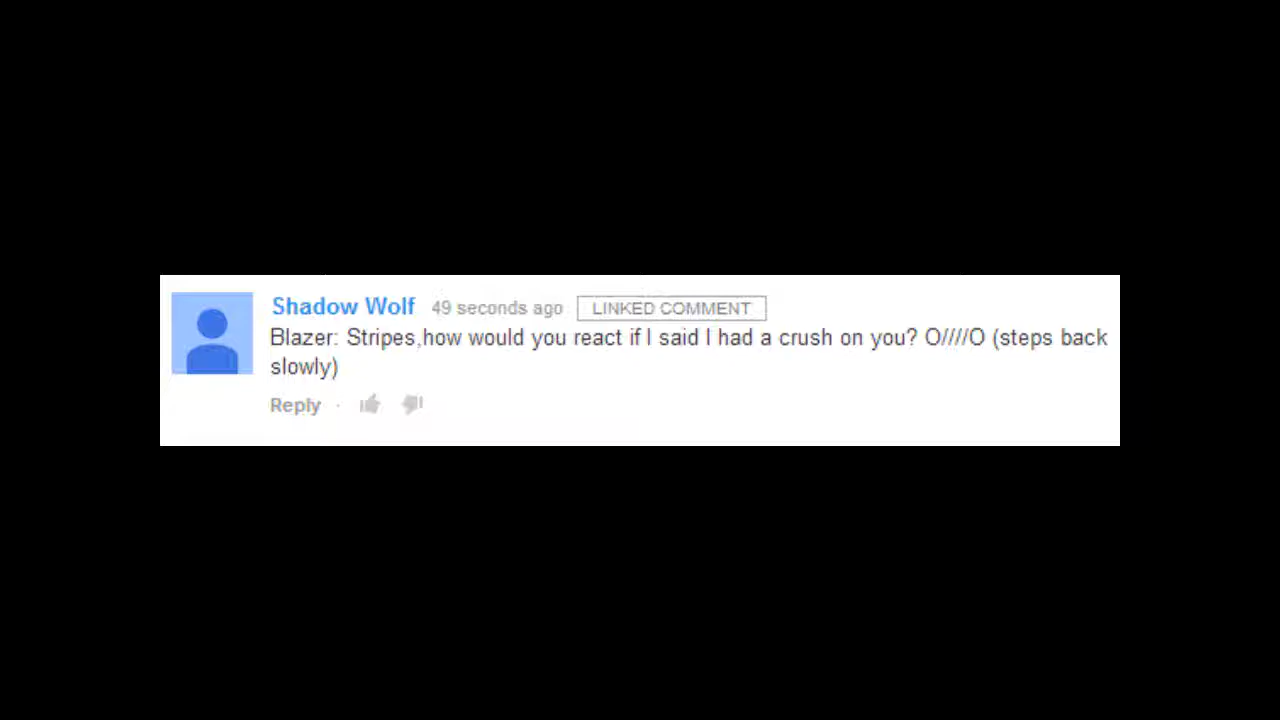 Shadow Wolf 49 seconds ago LINKED COMMENT
Blazer: Stripes,how would you react if I said I had a crush on you? O////O (steps back
slowly)
Reply ·